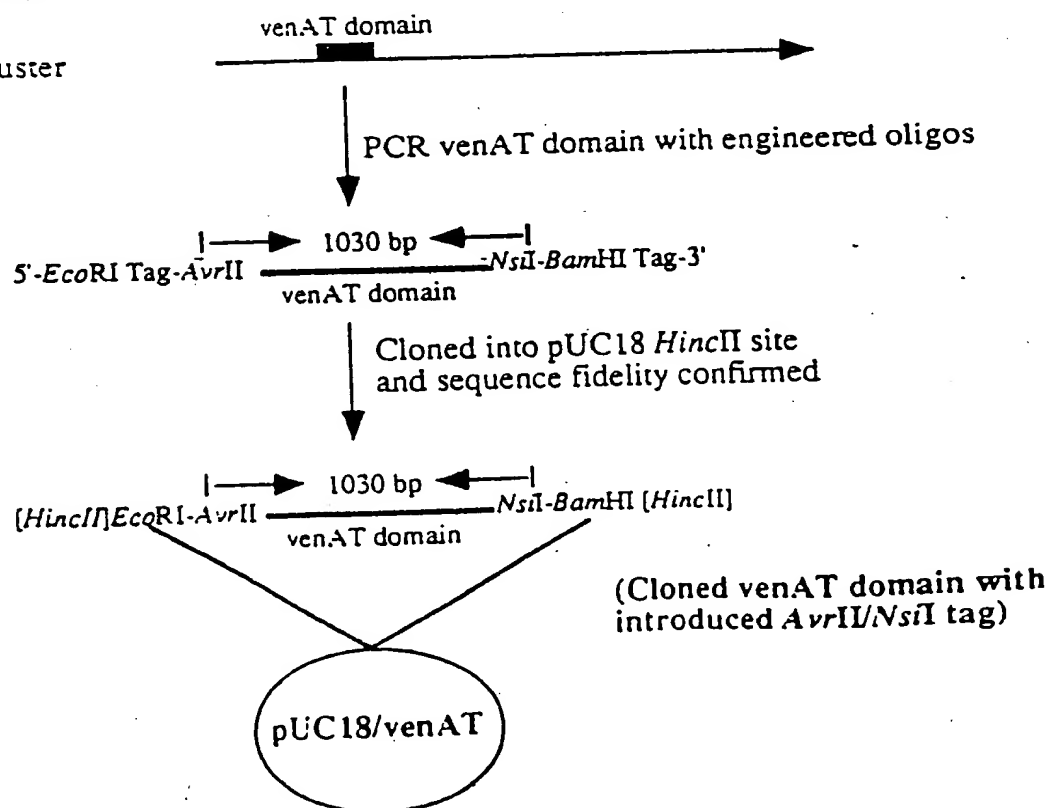 venAT domain
uster
PCR venAT domain with engineered oligos
1030 bp
5'-EcoRI Tag-AvrII
-NsiI-BamHI Tag-3'
venAT domain
Cloned into pUC18 HincII site
and sequence fidelity confirmed
1030 bp
[HincII]EcoRI-AvrII
NsiI-BamHI [HincII]
venAT domain
(Cloned venAT domain with
introduced AvrII/NsiI tag)
pUC18/venAT